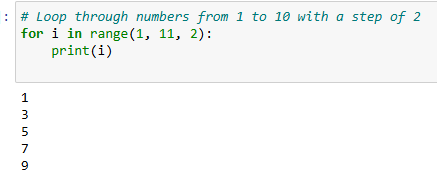 : # Loop through numbers from 1 to 10 with a step of 2
for i in range(1, 11, 2):
    print(i)
1
3
5
7
9